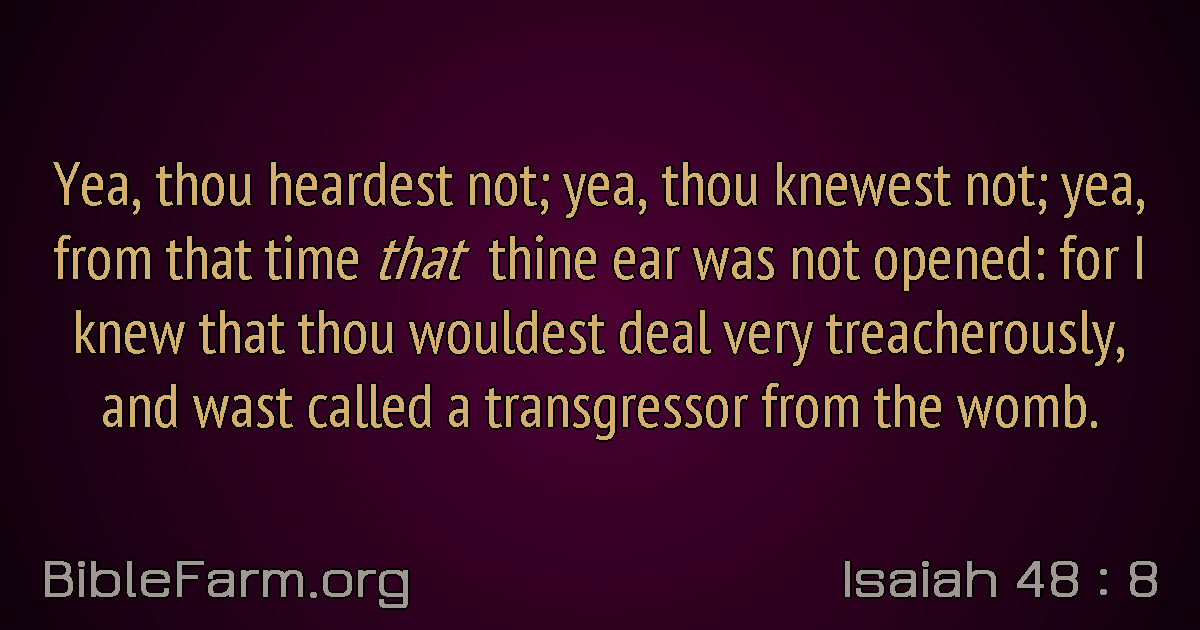 Yea, thou heardest not; yea, thou knewest not; yea,
from that time that thine ear was not opened: for I
knew that thou wouldest deal very treacherously,
and wast called a transgressor from the womb.
BibleFarm.org
Isaiah 48 : 8